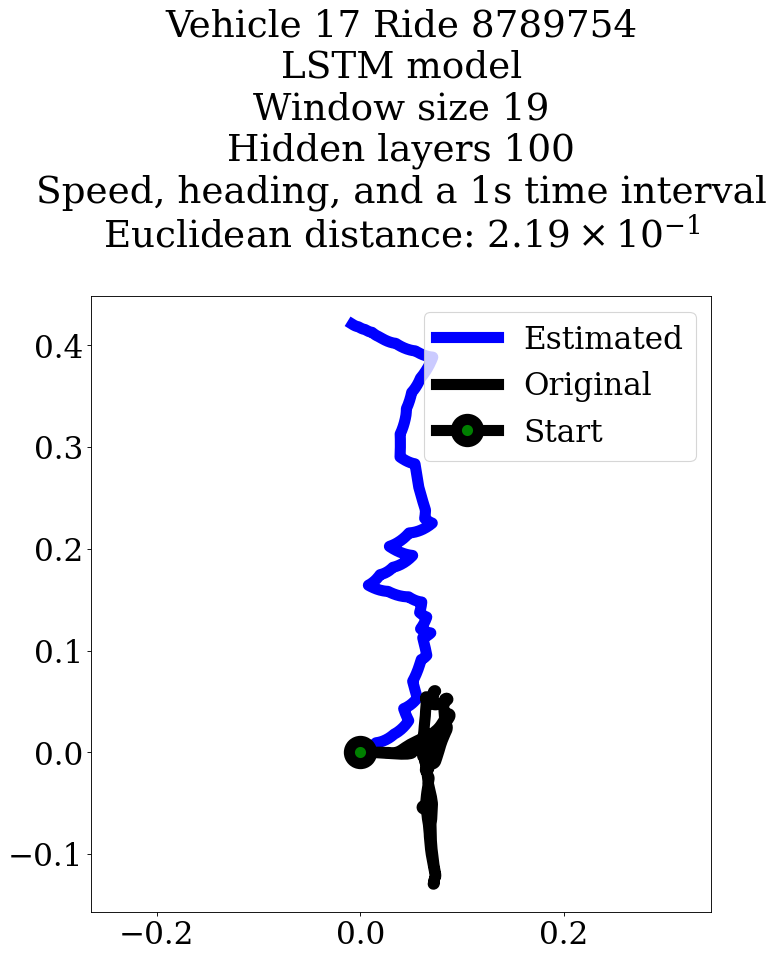 Vehicle 17 Ride 8789754
LSTM model
Window size 19
Hidden layers 100
Speed, heading, and a 1s time interval
Euclidean distance: 2.19 × 10⁻¹
Estimated
Original
Start
0.4
0.3
0.2
0.1
0.0
−0.1
−0.2 0.0 0.2